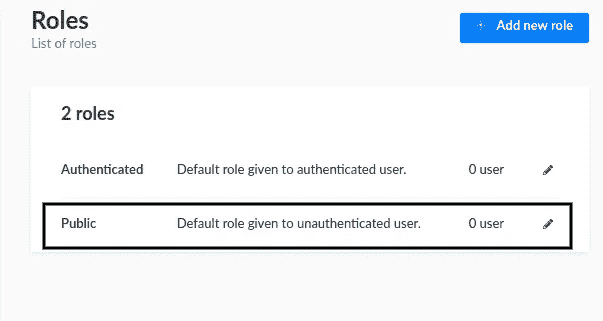 Roles
List of roles
Add new role
2 roles
Authenticated Default role given to authenticated user. 0 user
Public Default role given to unauthenticated user. 0 user